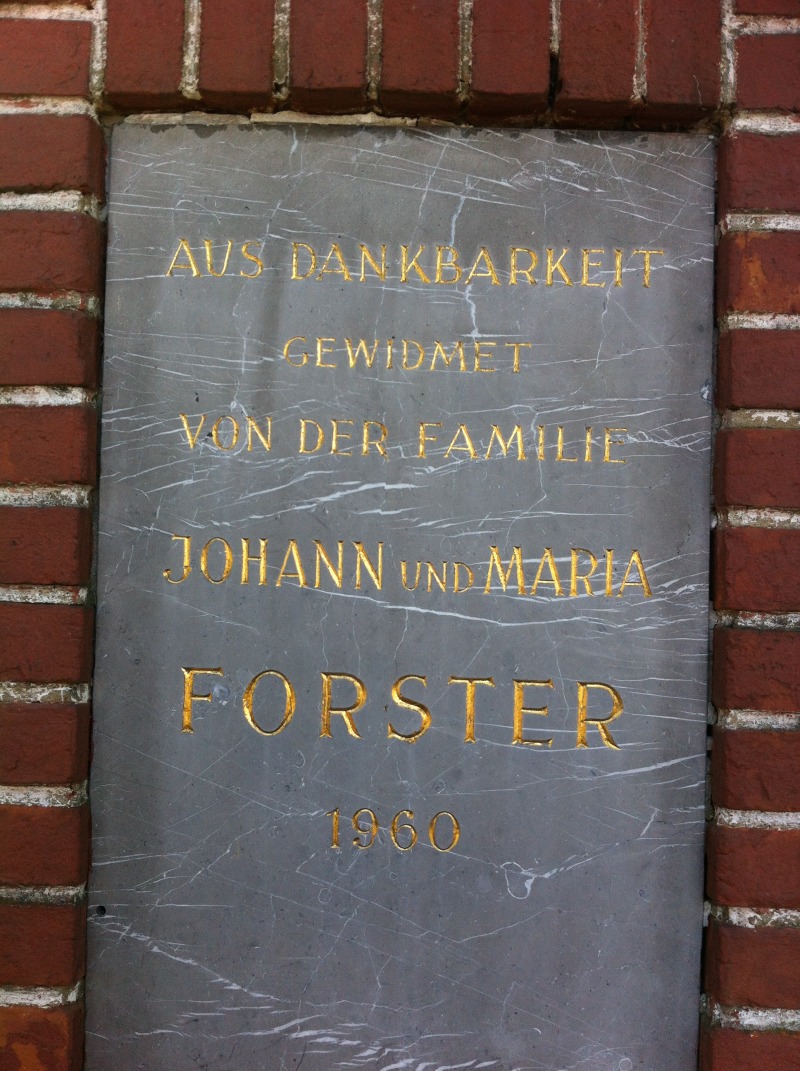 AUS DANKBARKEIT
GEWIDMET
VON DER FAMILIE
JOHANN UND MARIA
FORSTER
1960